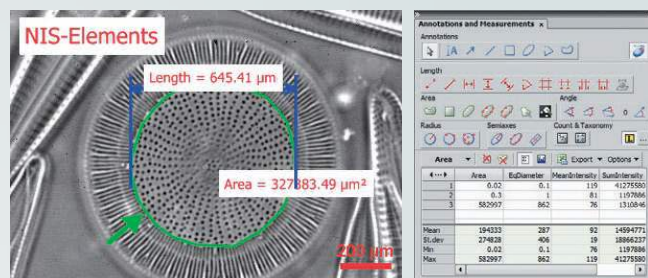 NIS-Elements
Length = 645.41 µm
Area = 327383.49 µm²
200 µm
Annotations and Measurements x
Annotations
Length
Area Angle
Radius Semiaxes Count & Taxonomy
Area Export Options
Area EqDiameter MeanIntensity SumIntensity
1 0.02 0.1 119 41275580
2 0.3 1 81 1197886
3 582997 862 76 1310846
Mean 194333 287 92 14594771
St.dev 274828 406 19 18866237
Min 0.02 0.1 76 1197886
Max 582997 862 119 41275580